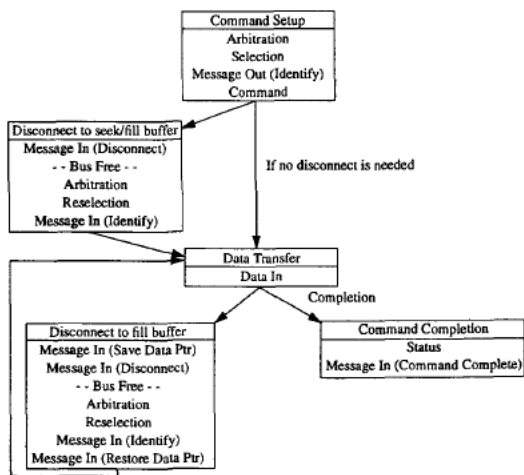 Command Setup
Arbitration
Selection
Message Out (Identify)
Command
Disconnect to seek/fill buffer
Message In (Disconnect)
- - Bus Free - -
Arbitration
Reselection
Message In (Identify)
If no disconnect is needed
Data Transfer
Data In
Completion
Disconnect to fill buffer
Message In (Save Data Ptr)
Message In (Disconnect)
- - Bus Free - -
Arbitration
Reselection
Message In (Identify)
Message In (Restore Data Ptr)
Command Completion
Status
Message In (Command Complete)